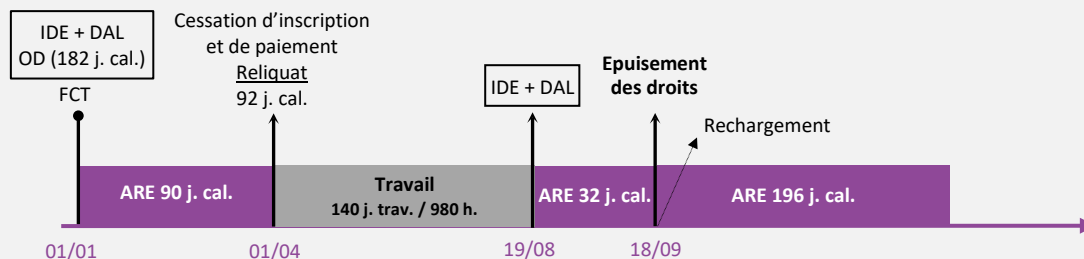 IDE + DAL
OD (182 j. cal.)
FCT
Cessation d’inscription
et de paiement
Reliquat
92 j. cal.
IDE + DAL
Epuisement
des droits
Rechargement
ARE 90 j. cal.
Travail
140 j. trav. / 980 h.
ARE 32 j. cal.
ARE 196 j. cal.
01/01
01/04
19/08
18/09